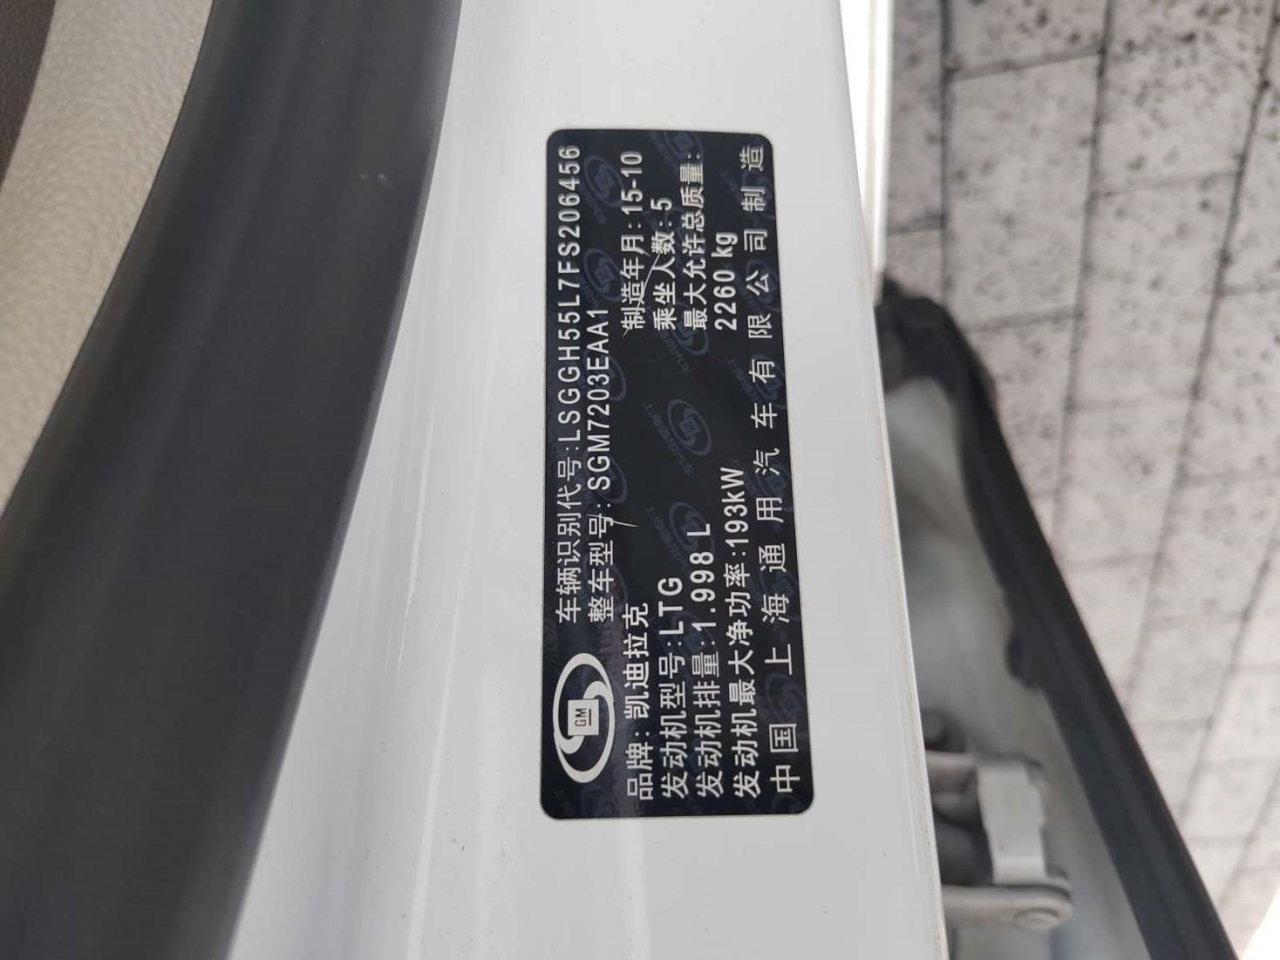 车辆识别代号:LSGGH55L7FS206456
整车型号:SGM7203EAA1
GM
品牌:凯迪拉克
制造年月:15-10
发动机型号:LTG
乘坐人数:5
发动机排量:1.998 L
最大允许总质量:
发动机最大净功率:193kW
2260 kg
中国 上海通用汽车有限公司制造